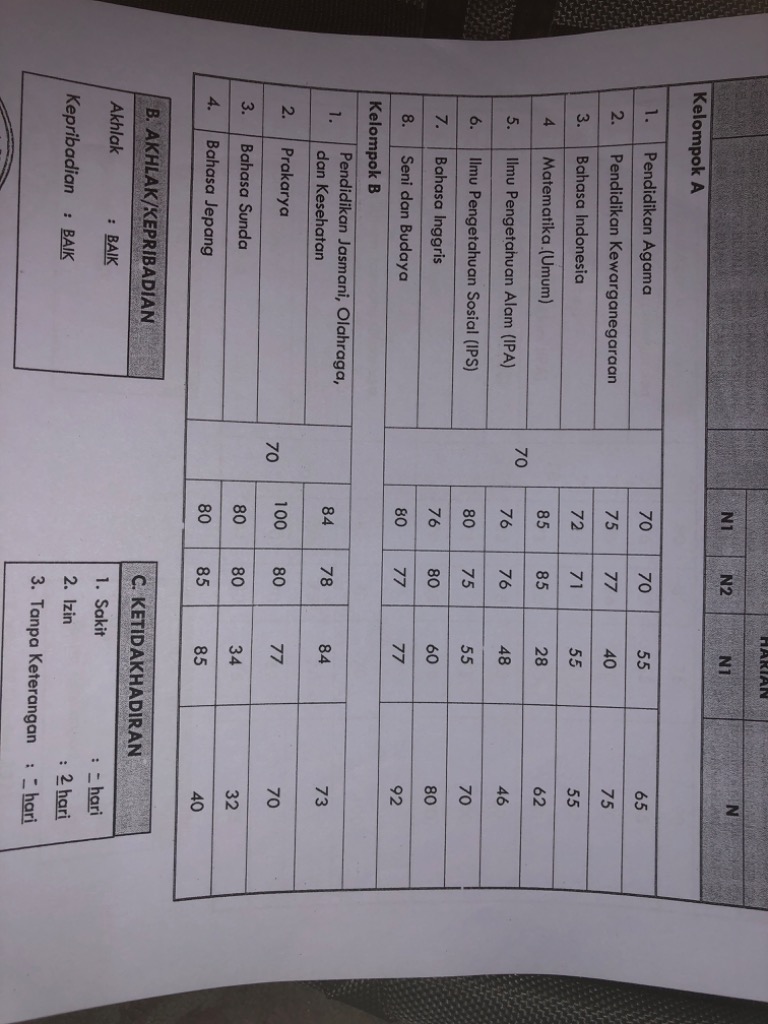 HARIAN
N1 N2 N1 N
Kelompok A
1. Pendidikan Agama 70 70 55 65
2. Pendidikan Kewarganegaraan 75 77 40 75
3. Bahasa Indonesia 72 71 55 55
4 Matematika (Umum) 85 85 28 62
5. Ilmu Pengetahuan Alam (IPA) 70 76 76 48 46
6. Ilmu Pengetahuan Sosial (IPS) 80 75 55 70
7. Bahasa Inggris 76 80 60 80
8. Seni dan Budaya 80 77 77 92
Kelompok B
1. Pendidikan Jasmani, Olahraga,
dan Kesehatan 84 78 84 73
2. Prakarya 70 100 80 77 70
3. Bahasa Sunda 80 80 34 32
4. Bahasa Jepang 80 85 85 40
B. AKHLAK/KEPRIBADIAN
Akhlak : BAIK
Kepribadian : BAIK
C. KETIDAKHADIRAN
1. Sakit : - hari
2. Izin : 2 hari
3. Tanpa Keterangan : - hari